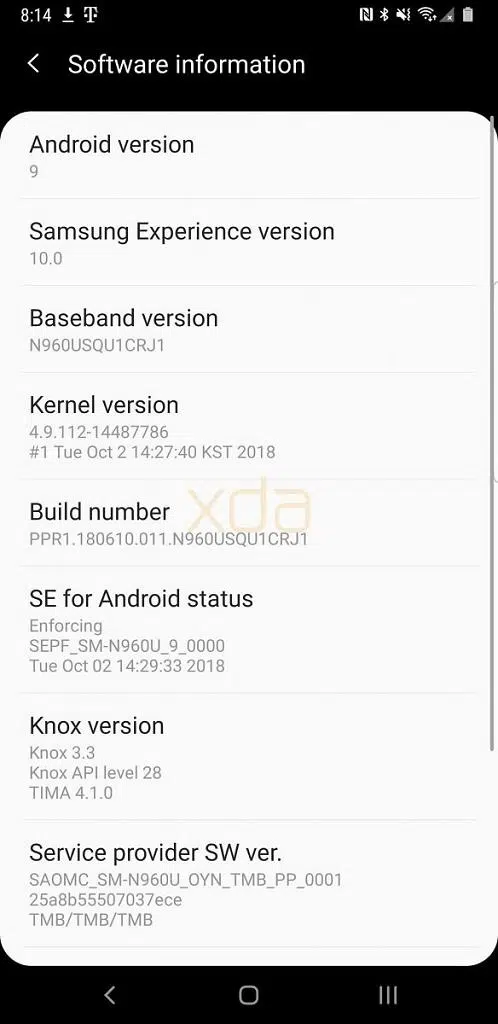 8:14
Software information
Android version
9
Samsung Experience version
10.0
Baseband version
N960USQU1CRJ1
Kernel version
4.9.112-14487786
#1 Tue Oct 2 14:27:40 KST 2018
xda
Build number
PPR1.180610.011.N960USQU1CRJ1
SE for Android status
Enforcing
SEPF_SM-N960U_9_0000
Tue Oct 02 14:29:33 2018
Knox version
Knox 3.3
Knox API level 28
TIMA 4.1.0
Service provider SW ver.
SAOMC_SM-N960U_OYN_TMB_PP_0001
25a8b55507037ece
TMB/TMB/TMB